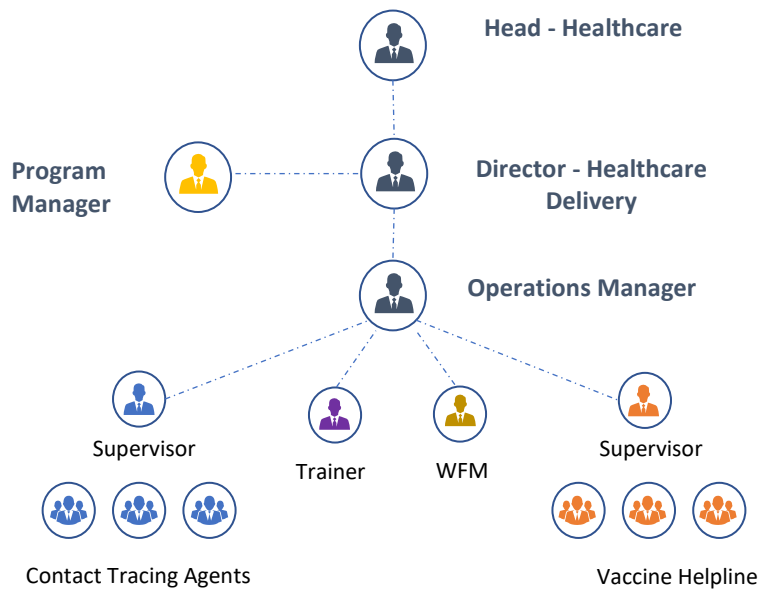 Head - Healthcare
Program
Manager
Director - Healthcare
Delivery
Operations Manager
Supervisor
Trainer
WFM
Supervisor
Contact Tracing Agents
Vaccine Helpline